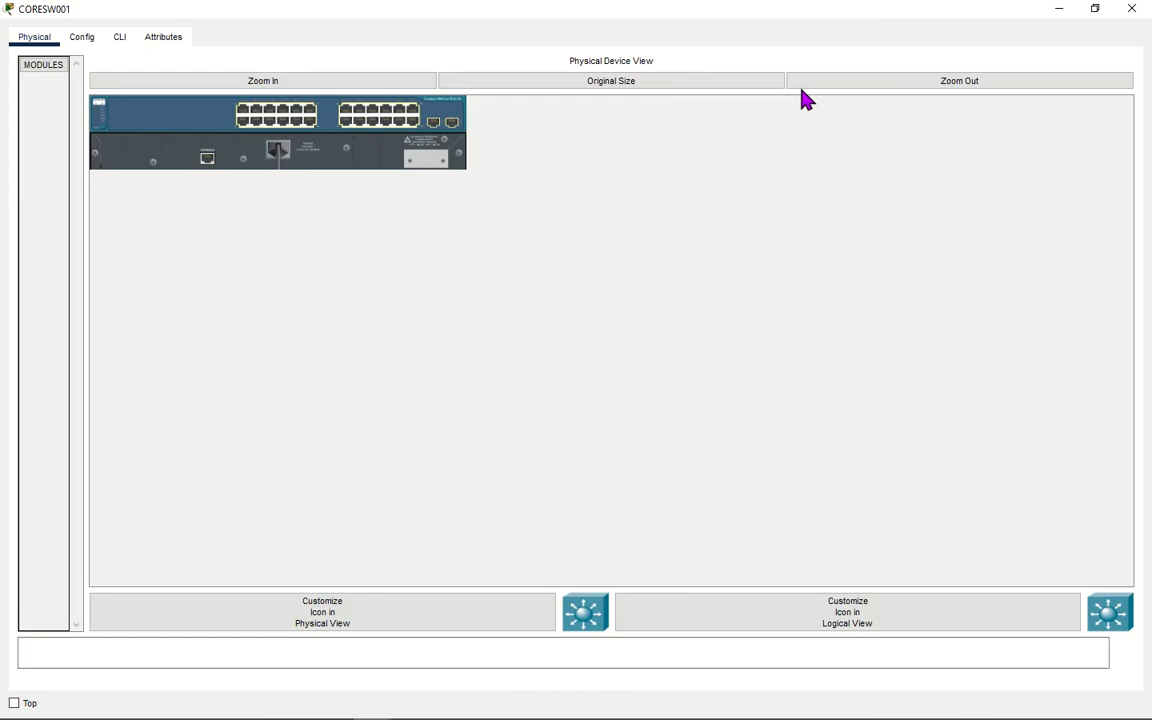 CORESW001
Physical
Config
CLI
Attributes
MODULES
Physical Device View
Zoom In
Original Size
Zoom Out
Customize
Icon in
Physical View
Customize
Icon in
Logical View
Top